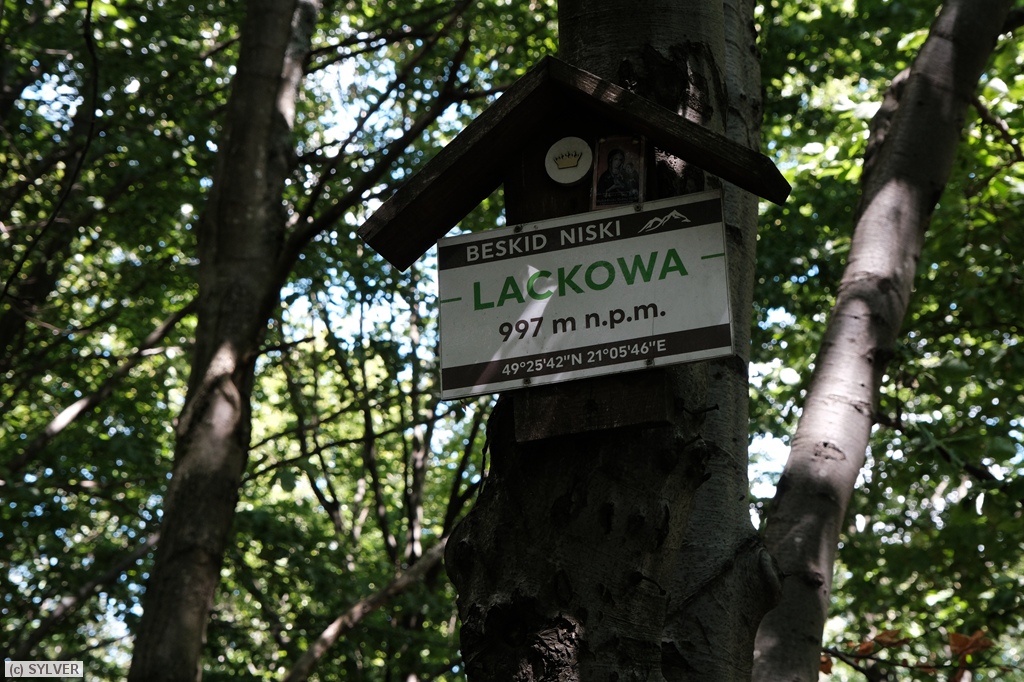 BESKID NISKI
LACKOWA
997 m n.p.m.
49°25'42"N 21°05'46"E
(c) SYLVER